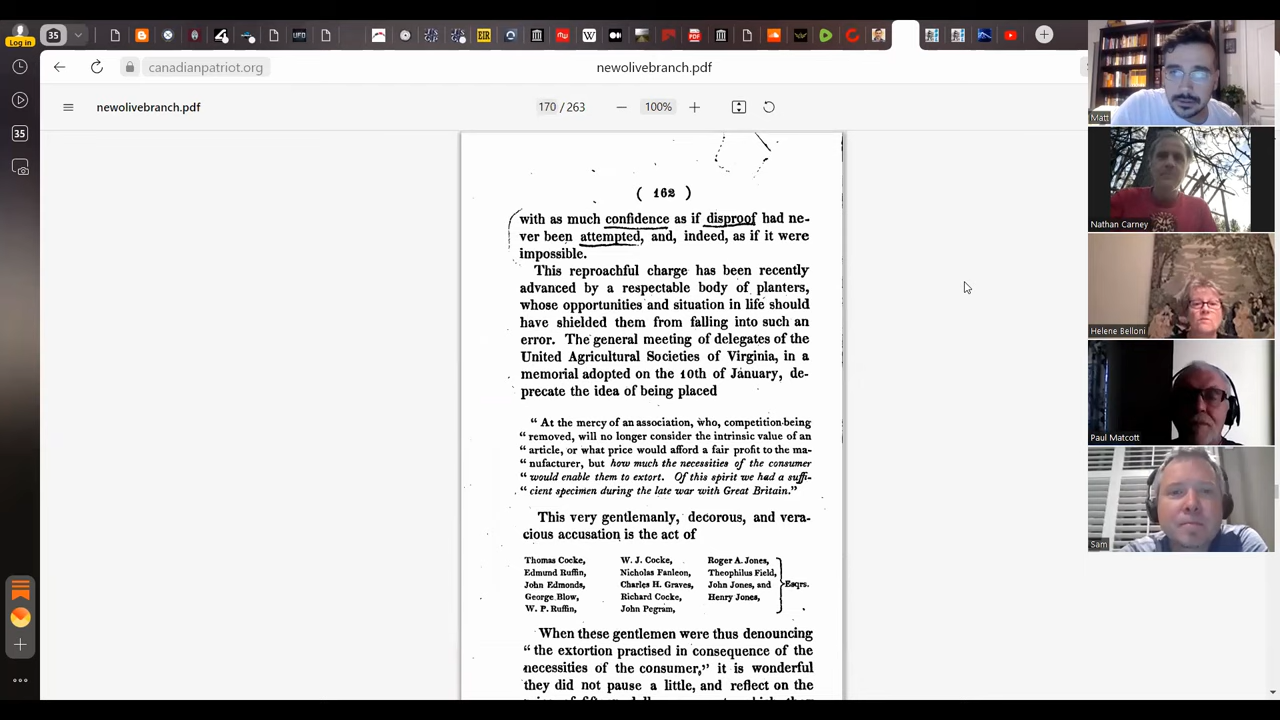 35
Log in
EIR
UFO
PDF
W
canadianpatriot.org
newolivebranch.pdf
newolivebranch.pdf
170 / 263
100%
35
( 162 )
with as much confidence as if disproof had ne-
ver been attempted, and, indeed, as if it were
impossible.
This reproachful charge has been recently
advanced by a respectable body of planters,
whose opportunities and situation in life should
have shielded them from falling into such an
error. The general meeting of delegates of the
United Agricultural Societies of Virginia, in a
memorial adopted on the 10th of January, de-
precate the idea of being placed
“ At the mercy of an association, who, competition being
“ removed, will no longer consider the intrinsic value of an
“ article, or what price would afford a fair profit to the ma-
“ nufacturer, but how much the necessities of the consumer
“ would enable them to extort. Of this spirit we had a suffi-
“ cient specimen during the late war with Great Britain.”
This very gentlemanly, decorous, and vera-
cious accusation is the act of
Thomas Cocke, W. J. Cocke, Roger A. Jones,
Edmund Ruffin, Nicholas Fanleon, Theophilus Field,
John Edmonds, Charles H. Graves, John Jones, and Esqrs.
George Blow, Richard Cocke, Henry Jones,
W. P. Ruffin, John Pegram,
When these gentlemen were thus denouncing
“ the extortion practised in consequence of the
necessities of the consumer,” it is wonderful
they did not pause a little, and reflect on the
Matt
Nathan Carney
Helene Belloni
Paul Matcott
Sam